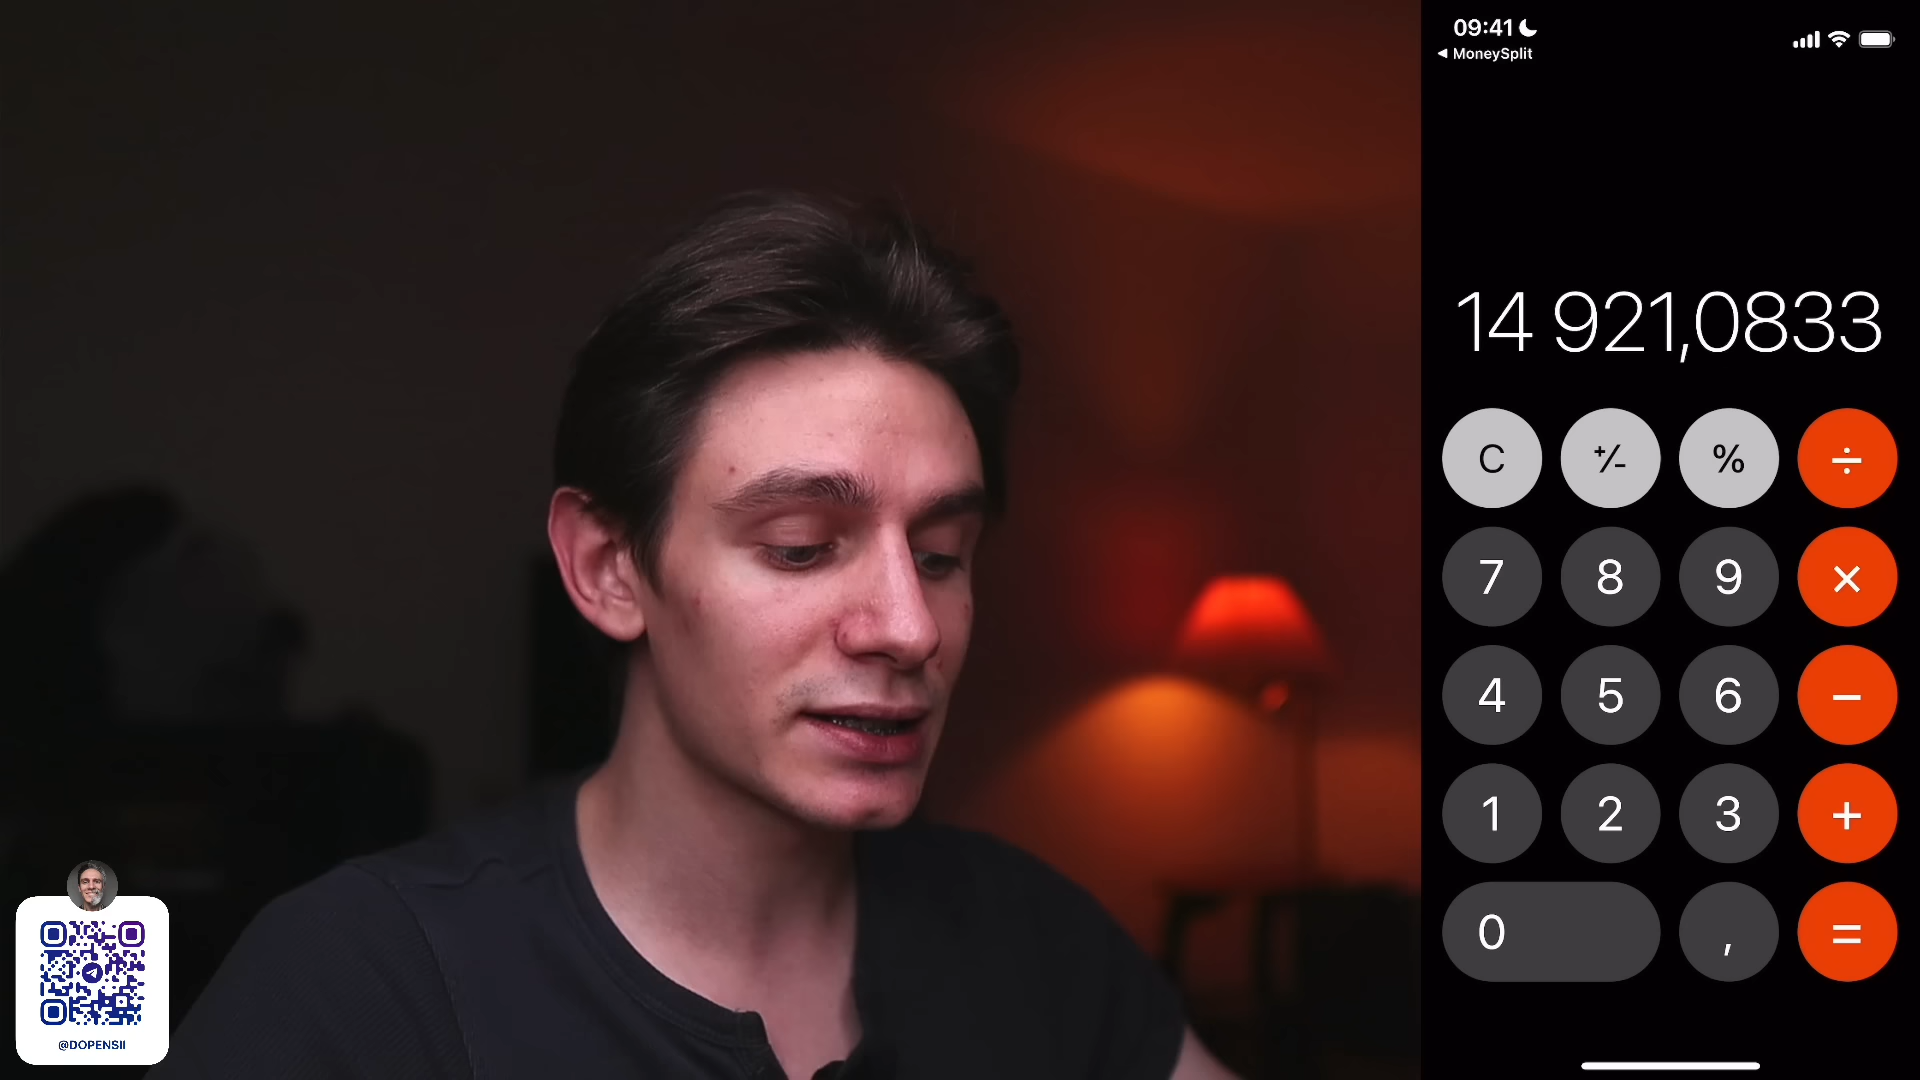 09:41
◀ MoneySplit
14 921,0833
C +/- % ÷
7 8 9 ×
4 5 6 −
1 2 3 +
0 , =
@DOPENSII